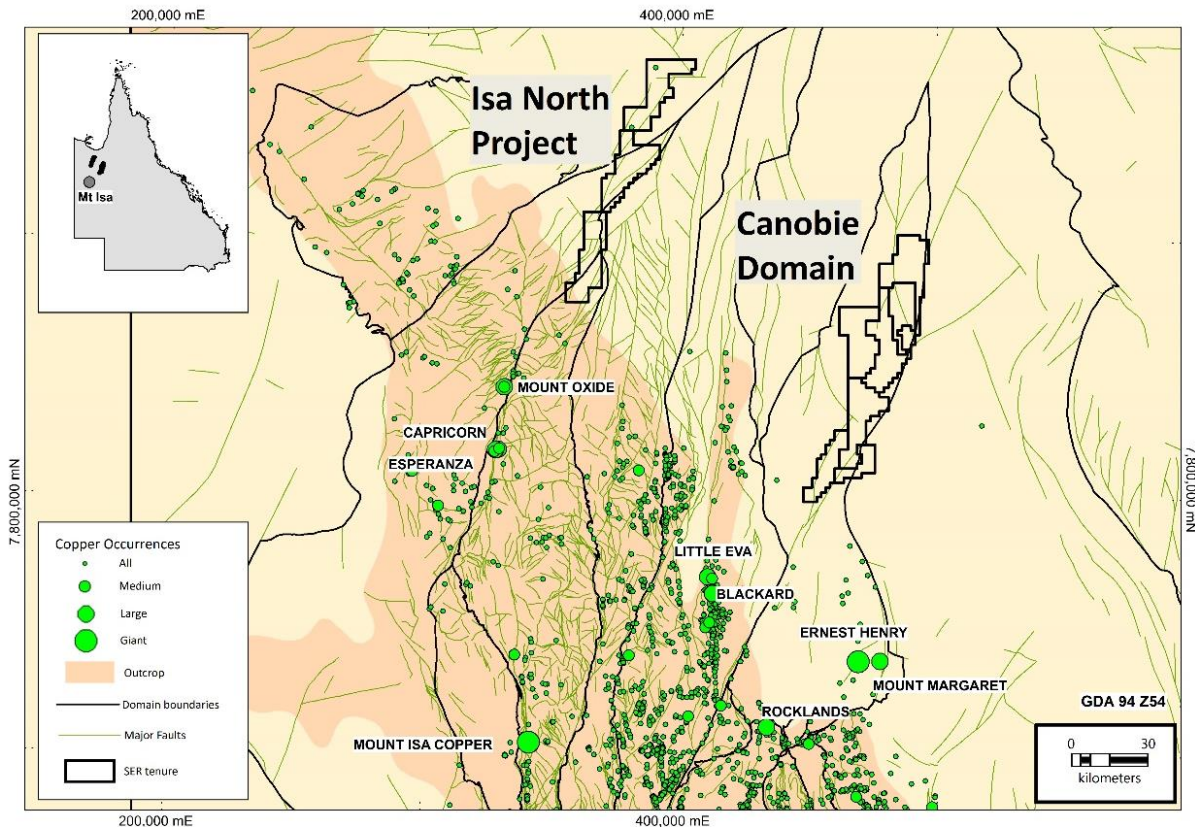 200,000 mE
400,000 mE
Mt Isa
Isa North
Project
Canobie
Domain
MOUNT OXIDE
CAPRICORN
ESPERANZA
7,800,000 mN
7,800,000 mN
LITTLE EVA
BLACKARD
ERNEST HENRY
MOUNT MARGARET
ROCKLANDS
MOUNT ISA COPPER
Copper Occurrences
All
Medium
Large
Giant
Outcrop
Domain boundaries
Major Faults
SER tenure
GDA 94 Z54
0 30
kilometers
200,000 mE
400,000 mE